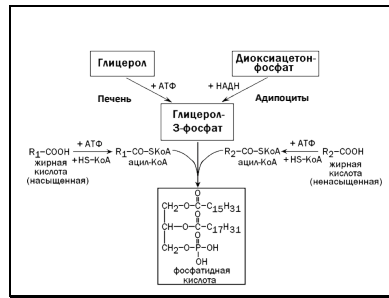 Глицерол
Диоксиацетон-
фосфат
+ АТФ
+ НАДН
Печень
Адипоциты
Глицерол-
3-фосфат
R₁—COOH
+ АТФ
+HS-KoA
R₁—CO-SKoA
R₂—CO-SKoA
+ АТФ
+HS-KoA
R₂—COOH
жирная
кислота
(насыщенная)
ацил-КоА
ацил-КоА
жирная
кислота
(ненасыщенная)
O
CH₂—O—C—C₁₅H₃₁
O
CH—O—C—C₁₇H₃₁
O
CH₂—O—P—OH
OH
фосфатидная
кислота